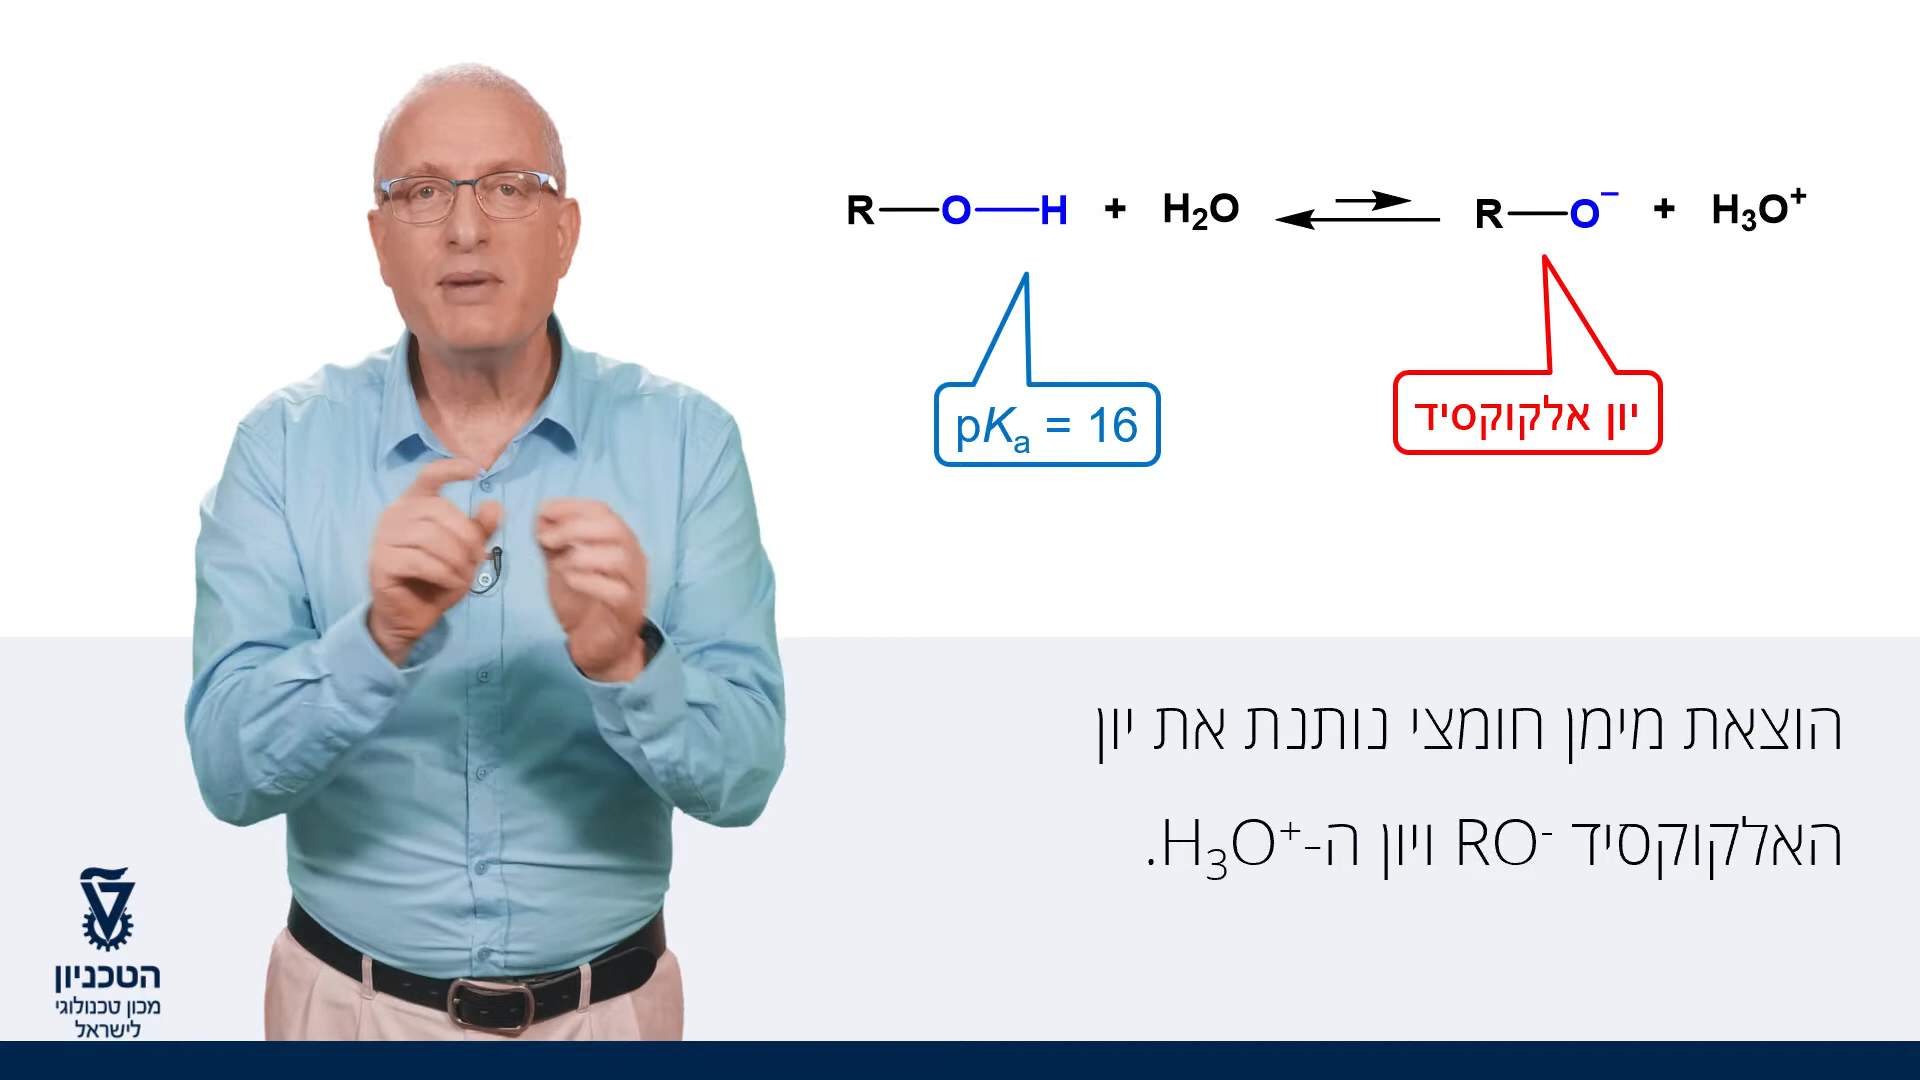 R—O—H + H₂O ⇌ R—O⁻ + H₃O⁺
pKₐ = 16
יון אלקוקסיד
הוצאת מימן חומצי נותנת את יון
האלקוקסיד RO⁻ ויון ה-H₃O⁺.
הטכניון
מכון טכנולוגי
לישראל